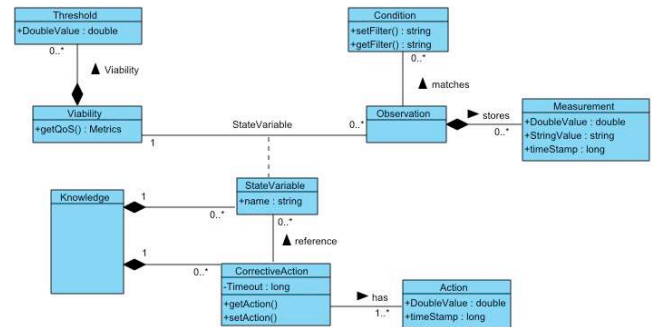 Threshold
+DoubleValue : double
0..*
Viability
Viability
+getQoS() : Metrics
1
StateVariable
0..*
Condition
+setFilter() : string
+getFilter() : string
0..*
matches
Observation
stores
0..*
Measurement
+DoubleValue : double
+StringValue : string
+timeStamp : long
Knowledge
1
0..*
StateVariable
+name : string
0..*
reference
1
0..*
CorrectiveAction
-Timeout : long
+getAction()
+setAction()
has
1..*
Action
+DoubleValue : double
+timeStamp : long